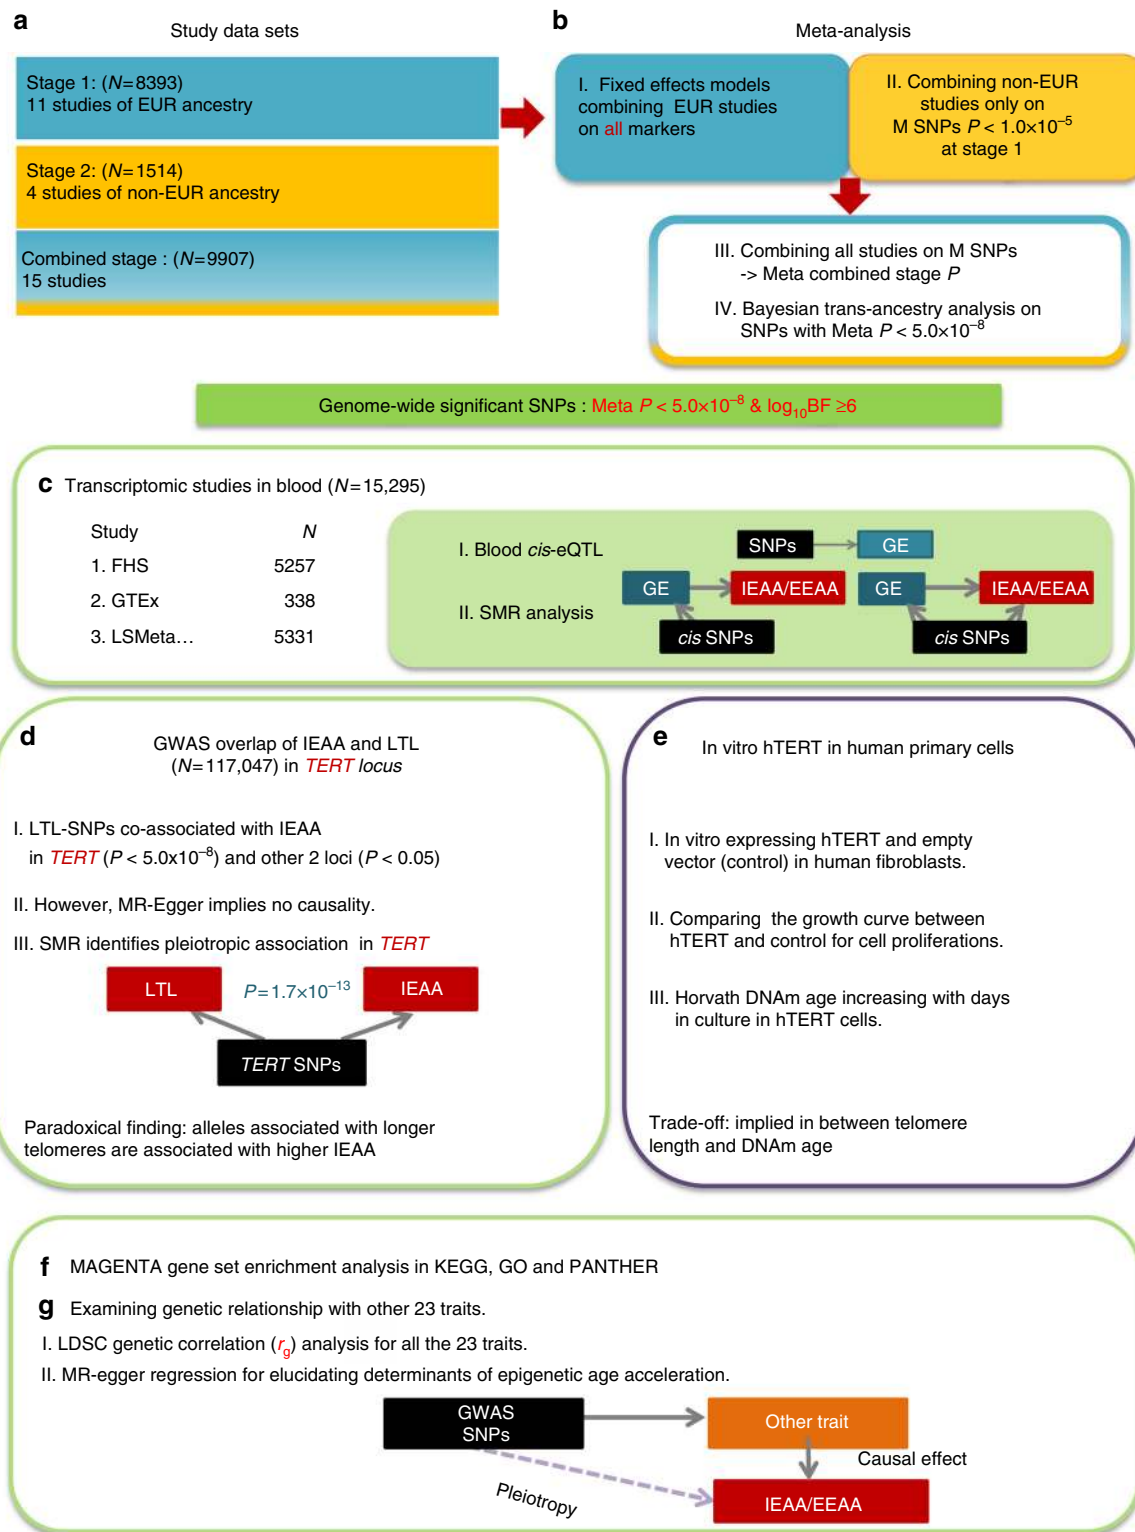 a
Study data sets
Stage 1: (N=8393)
11 studies of EUR ancestry
Stage 2: (N=1514)
4 studies of non-EUR ancestry
Combined stage : (N=9907)
15 studies
b
Meta-analysis
I. Fixed effects models
combining EUR studies
on all markers
II. Combining non-EUR
studies only on
M SNPs P < 1.0×10⁻⁵
at stage 1
III. Combining all studies on M SNPs
-> Meta combined stage P
IV. Bayesian trans-ancestry analysis on
SNPs with Meta P < 5.0×10⁻⁸
Genome-wide significant SNPs : Meta P < 5.0×10⁻⁸ & log₁₀BF ≥6
c Transcriptomic studies in blood (N=15,295)
Study N
1. FHS 5257
2. GTEx 338
3. LSMeta… 5331
I. Blood cis-eQTL
SNPs
GE
II. SMR analysis
GE
IEAA/EEAA
cis SNPs
GE
IEAA/EEAA
cis SNPs
d
GWAS overlap of IEAA and LTL
(N=117,047) in TERT locus
I. LTL-SNPs co-associated with IEAA
in TERT (P < 5.0x10⁻⁸) and other 2 loci (P < 0.05)
II. However, MR-Egger implies no causality.
III. SMR identifies pleiotropic association in TERT
LTL
P=1.7×10⁻¹³
IEAA
TERT SNPs
Paradoxical finding: alleles associated with longer
telomeres are associated with higher IEAA
e
In vitro hTERT in human primary cells
I. In vitro expressing hTERT and empty
vector (control) in human fibroblasts.
II. Comparing the growth curve between
hTERT and control for cell proliferations.
III. Horvath DNAm age increasing with days
in culture in hTERT cells.
Trade-off: implied in between telomere
length and DNAm age
f MAGENTA gene set enrichment analysis in KEGG, GO and PANTHER
g Examining genetic relationship with other 23 traits.
I. LDSC genetic correlation (r_g) analysis for all the 23 traits.
II. MR-egger regression for elucidating determinants of epigenetic age acceleration.
GWAS
SNPs
Other trait
Causal effect
Pleiotropy
IEAA/EEAA